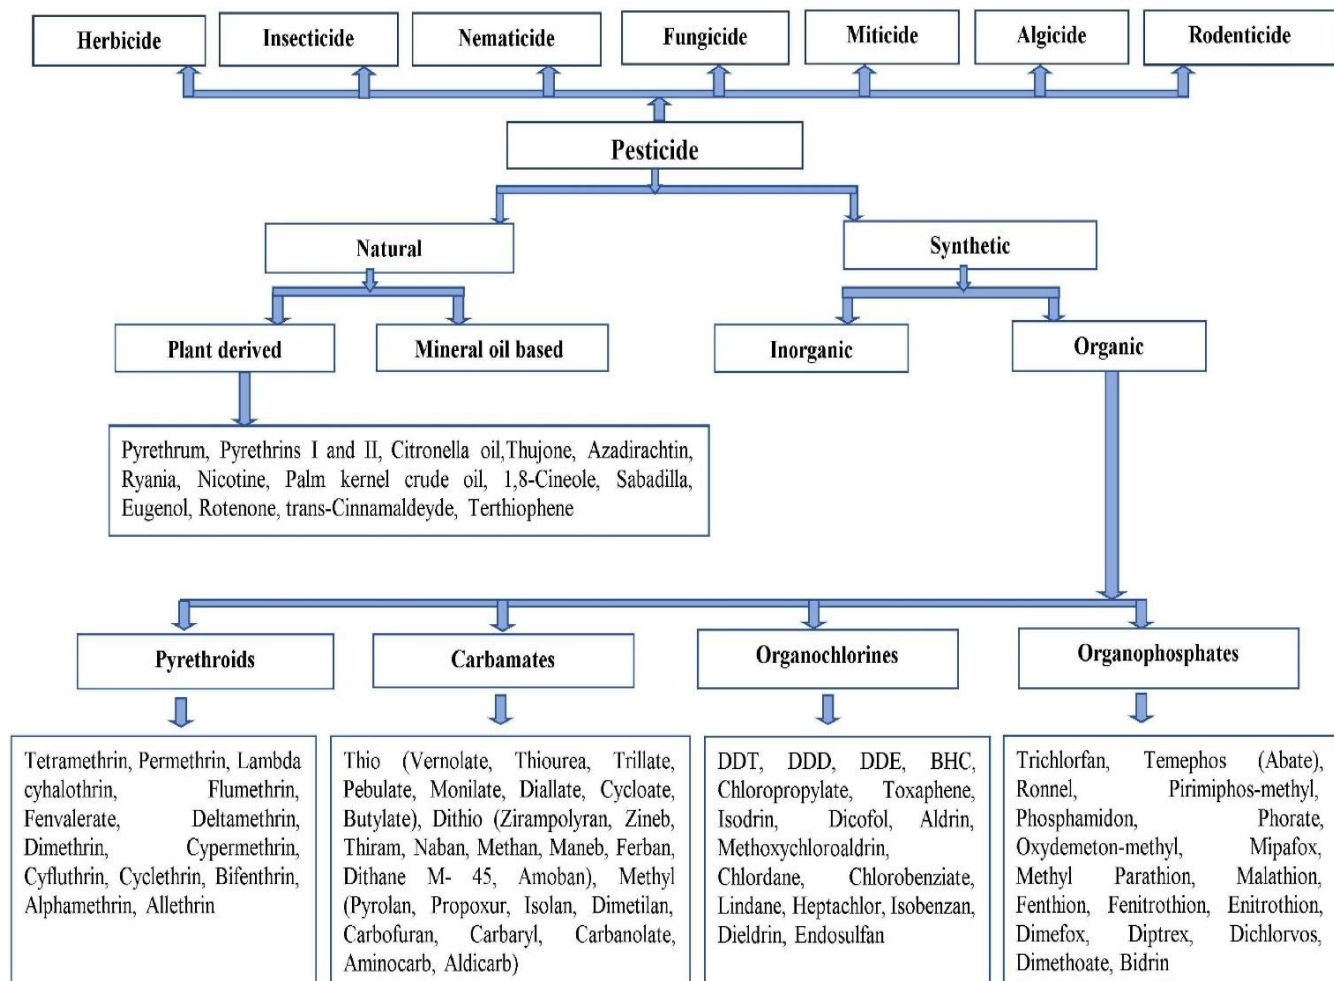 Herbicide
Insecticide
Nematicide
Fungicide
Miticide
Algicide
Rodenticide
Pesticide
Natural
Synthetic
Plant derived
Mineral oil based
Inorganic
Organic
Pyrethrum, Pyrethrins I and II, Citronella oil,Thujone, Azadirachtin,
Ryania, Nicotine, Palm kernel crude oil, 1,8-Cineole, Sabadilla,
Eugenol, Rotenone, trans-Cinnamaldeyde, Terthiophene
Pyrethroids
Carbamates
Organochlorines
Organophosphates
Tetramethrin, Permethrin, Lambda
cyhalothrin, Flumethrin,
Fenvalerate, Deltamethrin,
Dimethrin, Cypermethrin,
Cyfluthrin, Cyclethrin, Bifenthrin,
Alphamethrin, Allethrin
Thio (Vernolate, Thiourea, Trillate,
Pebulate, Monilate, Diallate, Cycloate,
Butylate), Dithio (Zirampolyran, Zineb,
Thiram, Naban, Methan, Maneb, Ferban,
Dithane M- 45, Amoban), Methyl
(Pyrolan, Propoxur, Isolan, Dimetilan,
Carbofuran, Carbaryl, Carbanolate,
Aminocarb, Aldicarb)
DDT, DDD, DDE, BHC,
Chloropropylate, Toxaphene,
Isodrin, Dicofol, Aldrin,
Methoxychloroaldrin,
Chlordane, Chlorobenziate,
Lindane, Heptachlor, Isobenzan,
Dieldrin, Endosulfan
Trichlorfan, Temephos (Abate),
Ronnel, Pirimiphos-methyl,
Phosphamidon, Phorate,
Oxydemeton-methyl, Mipafox,
Methyl Parathion, Malathion,
Fenthion, Fenitrothion, Enitrothion,
Dimefox, Diptrex, Dichlorvos,
Dimethoate, Bidrin